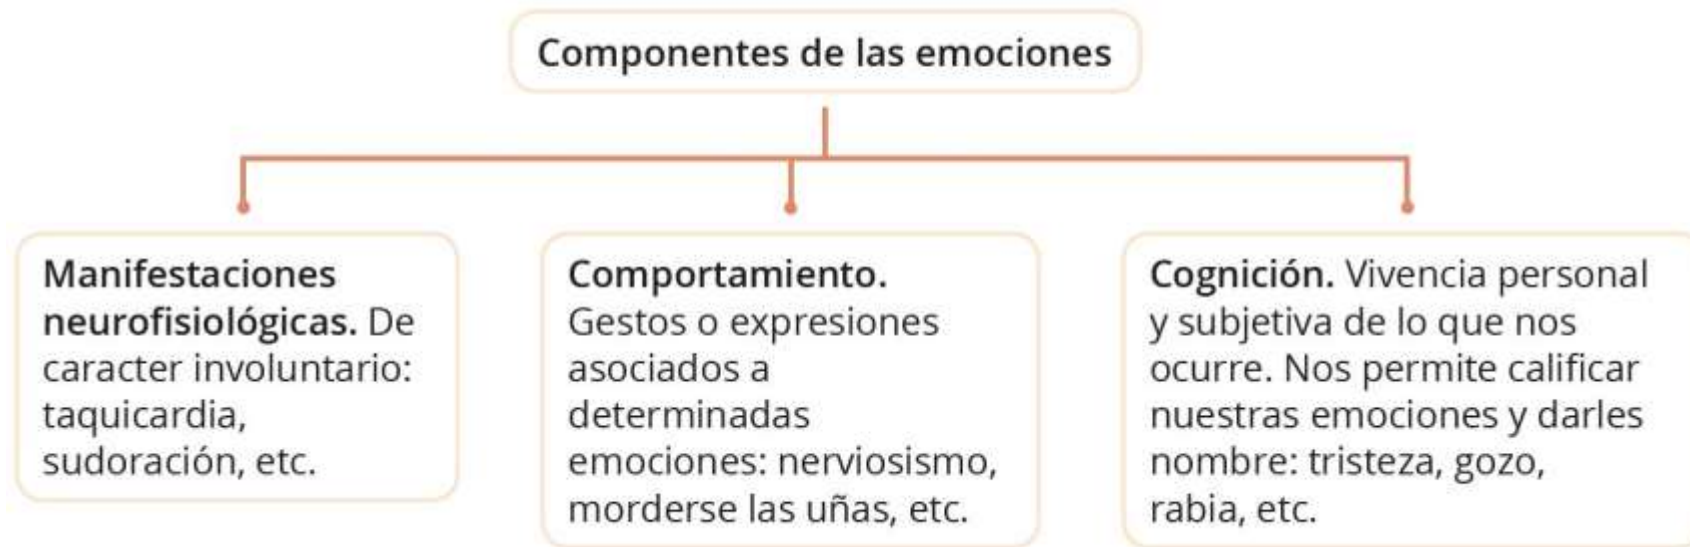 Componentes de las emociones
Manifestaciones
neurofisiológicas. De
caracter involuntario:
taquicardia,
sudoración, etc.
Comportamiento.
Gestos o expresiones
asociados a
determinadas
emociones: nerviosismo,
morderse las uñas, etc.
Cognición. Vivencia personal
y subjetiva de lo que nos
ocurre. Nos permite calificar
nuestras emociones y darles
nombre: tristeza, gozo,
rabia, etc.